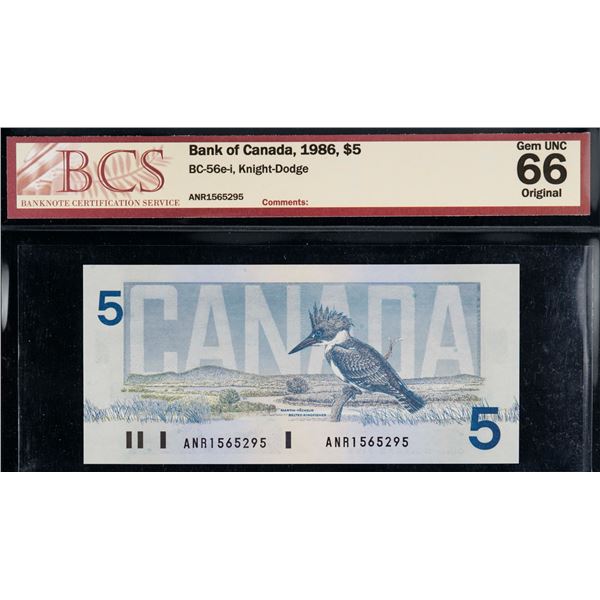 BCS
BANKNOTE CERTIFICATION SERVICE
Bank of Canada, 1986, $5
BC-56e-i, Knight-Dodge
ANR1565295
Comments:
Gem UNC
66
Original
5
CANADA
MARTIN-PÊCHEUR
BELTED KINGFISHER
ANR1565295
ANR1565295
5